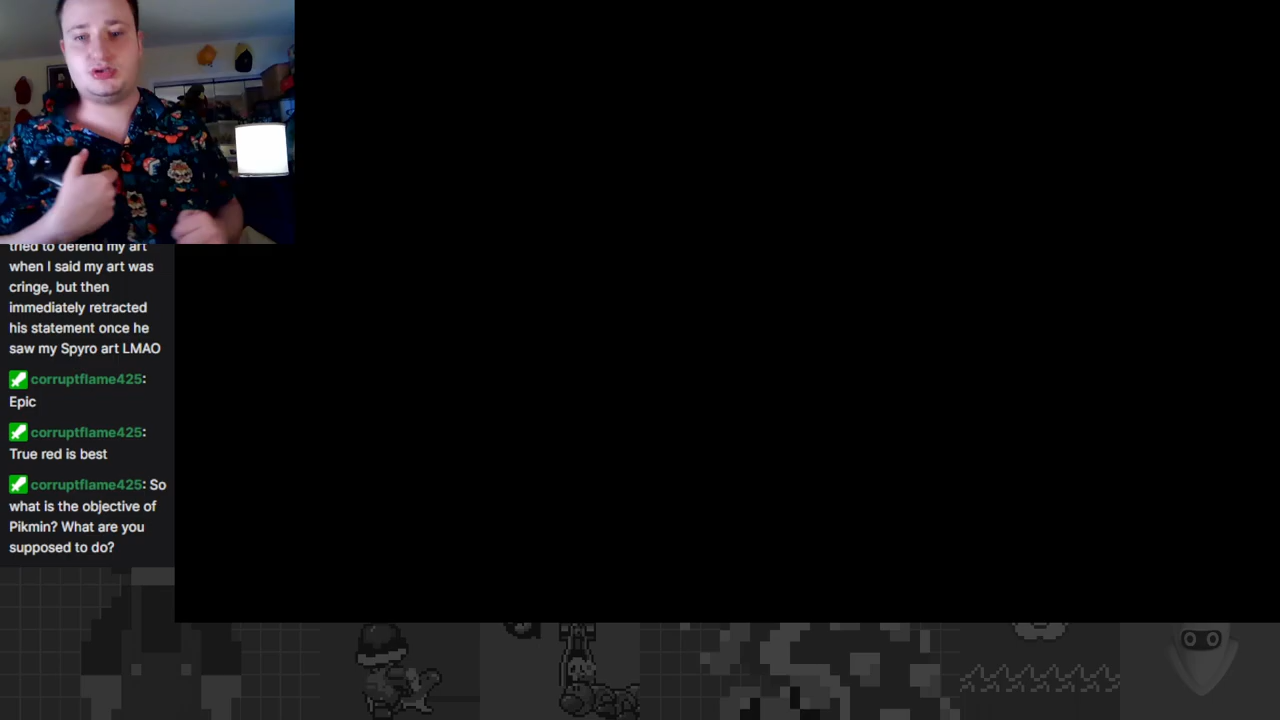 tried to defend my art
when I said my art was
cringe, but then
immediately retracted
his statement once he
saw my Spyro art LMAO
corruptflame425:
Epic
corruptflame425:
True red is best
corruptflame425: So
what is the objective of
Pikmin? What are you
supposed to do?